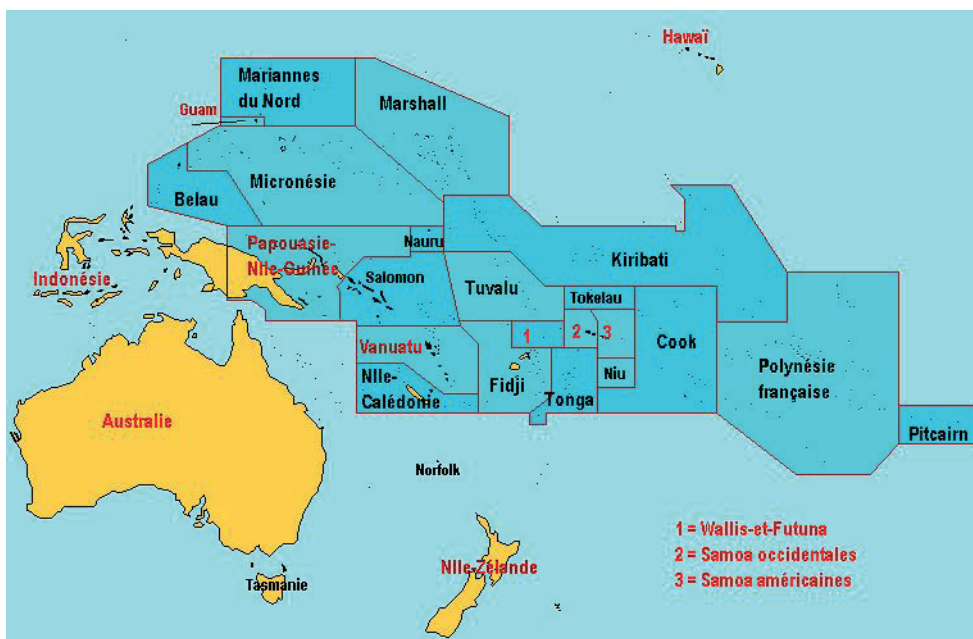 Hawaï
Mariannes
du Nord
Marshall
Guam
Micronésie
Belau
Papouasie-
Nlle-Guinée
Nauru
Indonésie
Salomon
Kiribati
Tuvalu
Tokelau
1
2
3
Cook
Vanuatu
Polynésie
française
Niu
Fidji
Nlle-
Calédonie
Tonga
Australie
Pitcairn
Norfolk
1 = Wallis-et-Futuna
2 = Samoa occidentales
3 = Samoa américaines
Nlle-Zélande
Tasmanie